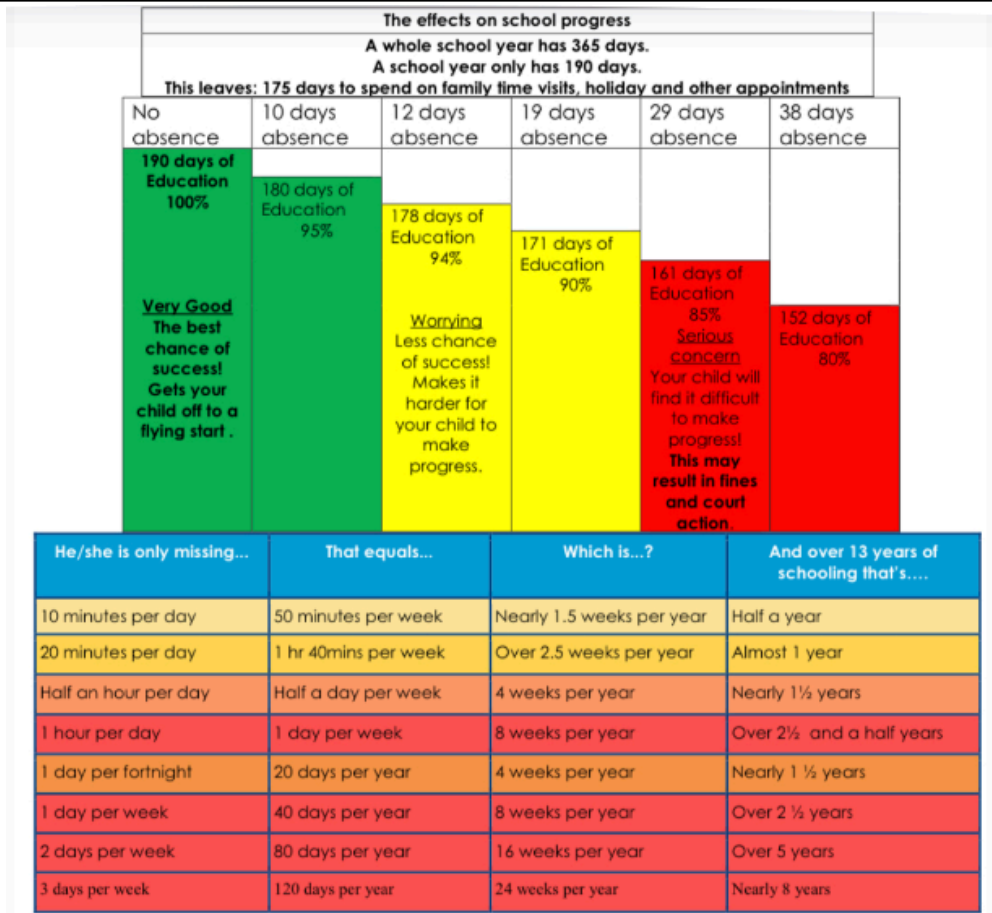 The effects on school progress
A whole school year has 365 days.
A school year only has 190 days.
This leaves: 175 days to spend on family time visits, holiday and other appointments
No
absence
10 days
absence
12 days
absence
19 days
absence
29 days
absence
38 days
absence
190 days of
Education
100%
Very Good
The best
chance of
success!
Gets your
child off to a
flying start .
180 days of
Education
95%
178 days of
Education
94%
Worrying
Less chance
of success!
Makes it
harder for
your child to
make
progress.
171 days of
Education
90%
161 days of
Education
85%
Serious
concern
Your child will
find it difficult
to make
progress!
This may
result in fines
and court
action.
152 days of
Education
80%
He/she is only missing...
That equals...
Which is...?
And over 13 years of
schooling that's....
10 minutes per day
50 minutes per week
Nearly 1.5 weeks per year
Half a year
20 minutes per day
1 hr 40mins per week
Over 2.5 weeks per year
Almost 1 year
Half an hour per day
Half a day per week
4 weeks per year
Nearly 1½ years
1 hour per day
1 day per week
8 weeks per year
Over 2½ and a half years
1 day per fortnight
20 days per year
4 weeks per year
Nearly 1 ½ years
1 day per week
40 days per year
8 weeks per year
Over 2 ½ years
2 days per week
80 days per year
16 weeks per year
Over 5 years
3 days per week
120 days per year
24 weeks per year
Nearly 8 years